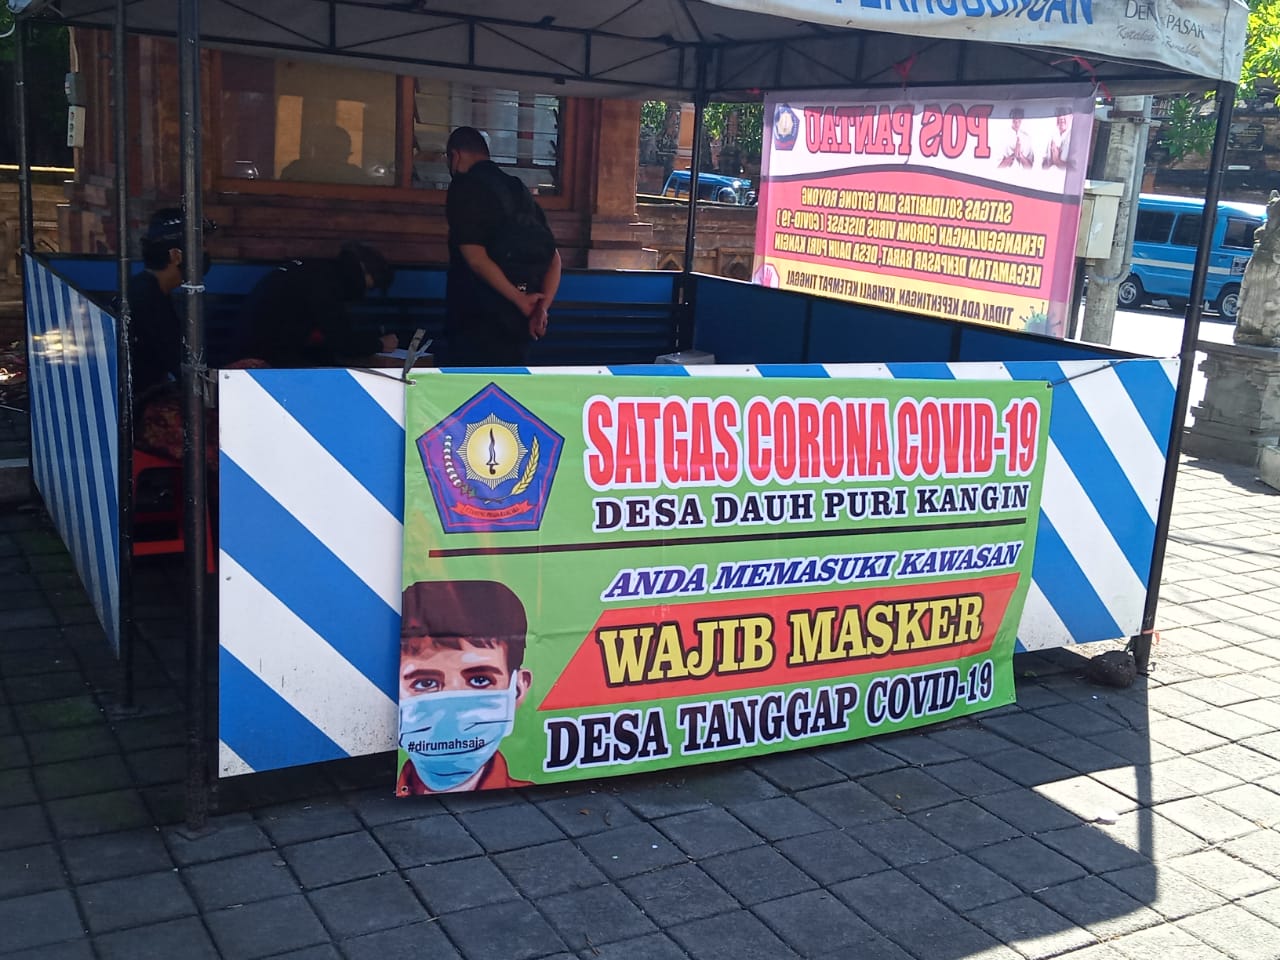 PERHUBUNGAN
DENPASAR
POS PANTAU
SATGAS SOLIDARITAS DAN GOTONG ROYONG
PENANGGULANGAN CORONA VIRUS DISEASE (COVID-19)
KECAMATAN DENPASAR BARAT, DESA DAUH PURI KANGIN
TIDAK ADA KEPENTINGAN, KEMBALI KETEMPAT TINGGAL
SATGAS CORONA COVID-19
DESA DAUH PURI KANGIN
ANDA MEMASUKI KAWASAN
WAJIB MASKER
DESA TANGGAP COVID-19
#dirumahsaja